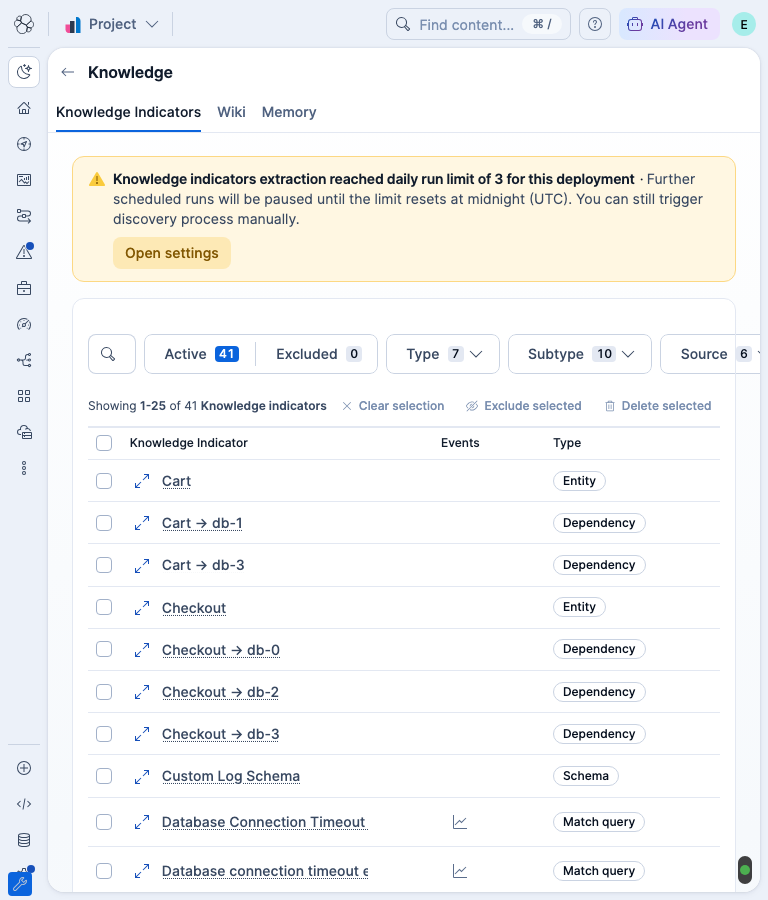 Project
Find content...
⌘ /
AI Agent
E
Knowledge
Knowledge Indicators
Wiki
Memory
Knowledge indicators extraction reached daily run limit of 3 for this deployment · Further
scheduled runs will be paused until the limit resets at midnight (UTC). You can still trigger
discovery process manually.
Open settings
Active 41
Excluded 0
Type 7
Subtype 10
Source 6
Showing 1-25 of 41 Knowledge indicators
Clear selection
Exclude selected
Delete selected
Knowledge Indicator
Events
Type
Cart
Entity
Cart → db-1
Dependency
Cart → db-3
Dependency
Checkout
Entity
Checkout → db-0
Dependency
Checkout → db-2
Dependency
Checkout → db-3
Dependency
Custom Log Schema
Schema
Database Connection Timeout
Match query
Database connection timeout e
Match query